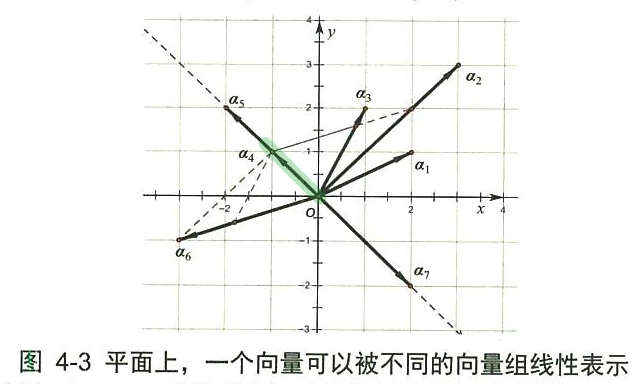 4
y
α₂
3
α₅
α₃
2
α₄
1
α₁
-2
O
2
x
4
-1
α₆
-2
α₇
-3
图 4-3 平面上，一个向量可以被不同的向量组线性表示